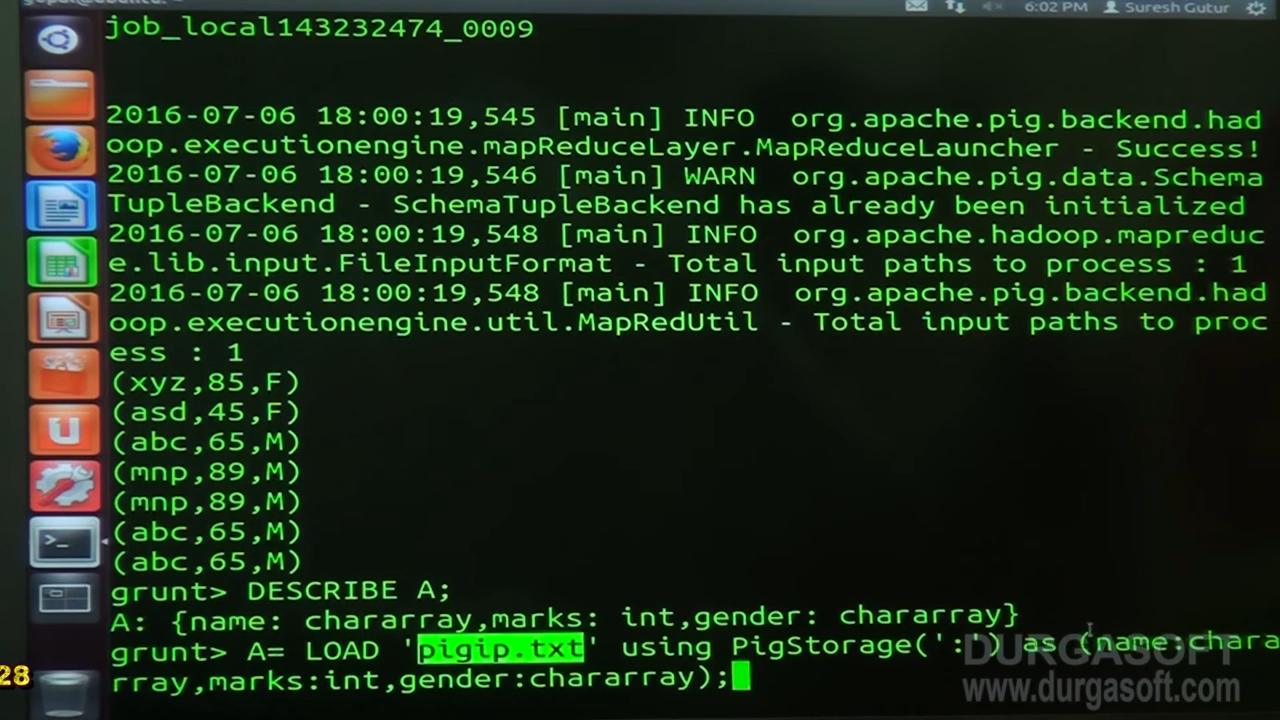 6:02 PM Suresh Gutur
job_local143232474_0009
2016-07-06 18:00:19,545 [main] INFO org.apache.pig.backend.had
oop.executionengine.mapReduceLayer.MapReduceLauncher - Success!
2016-07-06 18:00:19,546 [main] WARN org.apache.pig.data.Schema
TupleBackend - SchemaTupleBackend has already been initialized
2016-07-06 18:00:19,548 [main] INFO org.apache.hadoop.mapreduc
e.lib.input.FileInputFormat - Total input paths to process : 1
2016-07-06 18:00:19,548 [main] INFO org.apache.pig.backend.had
oop.executionengine.util.MapRedUtil - Total input paths to proc
ess : 1
(xyz,85,F)
(asd,45,F)
(abc,65,M)
(mnp,89,M)
(mnp,89,M)
(abc,65,M)
(abc,65,M)
grunt> DESCRIBE A;
A: {name: chararray,marks: int,gender: chararray}
grunt> A= LOAD 'pigip.txt' using PigStorage(':') as (name:chara
rray,marks:int,gender:chararray);
28
DURGASOFT
www.durgasoft.com